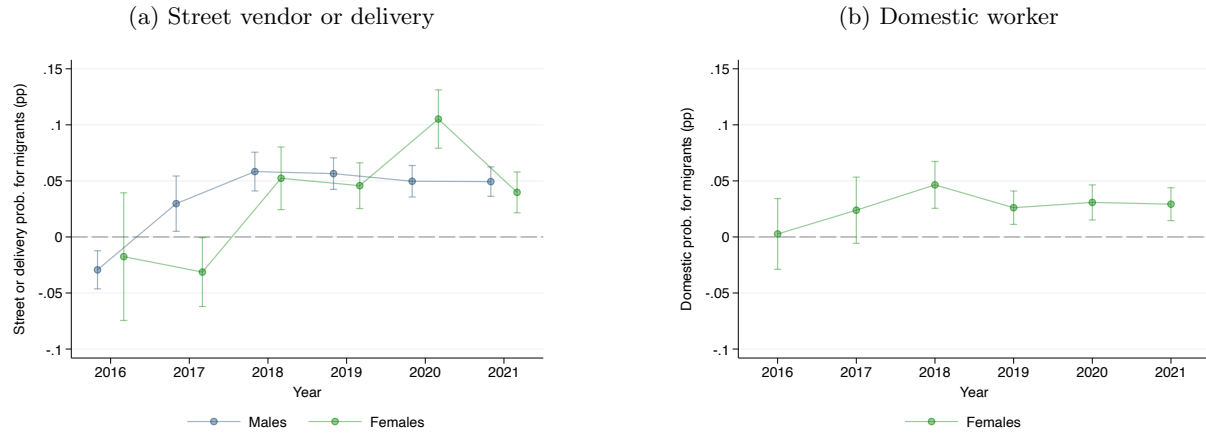 (a) Street vendor or delivery
Street or delivery prob. for migrants (pp)
.15
.1
.05
0
-.05
-.1
2016 2017 2018 2019 2020 2021
Year
Males Females
(b) Domestic worker
Domestic prob. for migrants (pp)
.15
.1
.05
0
-.05
-.1
2016 2017 2018 2019 2020 2021
Year
Females